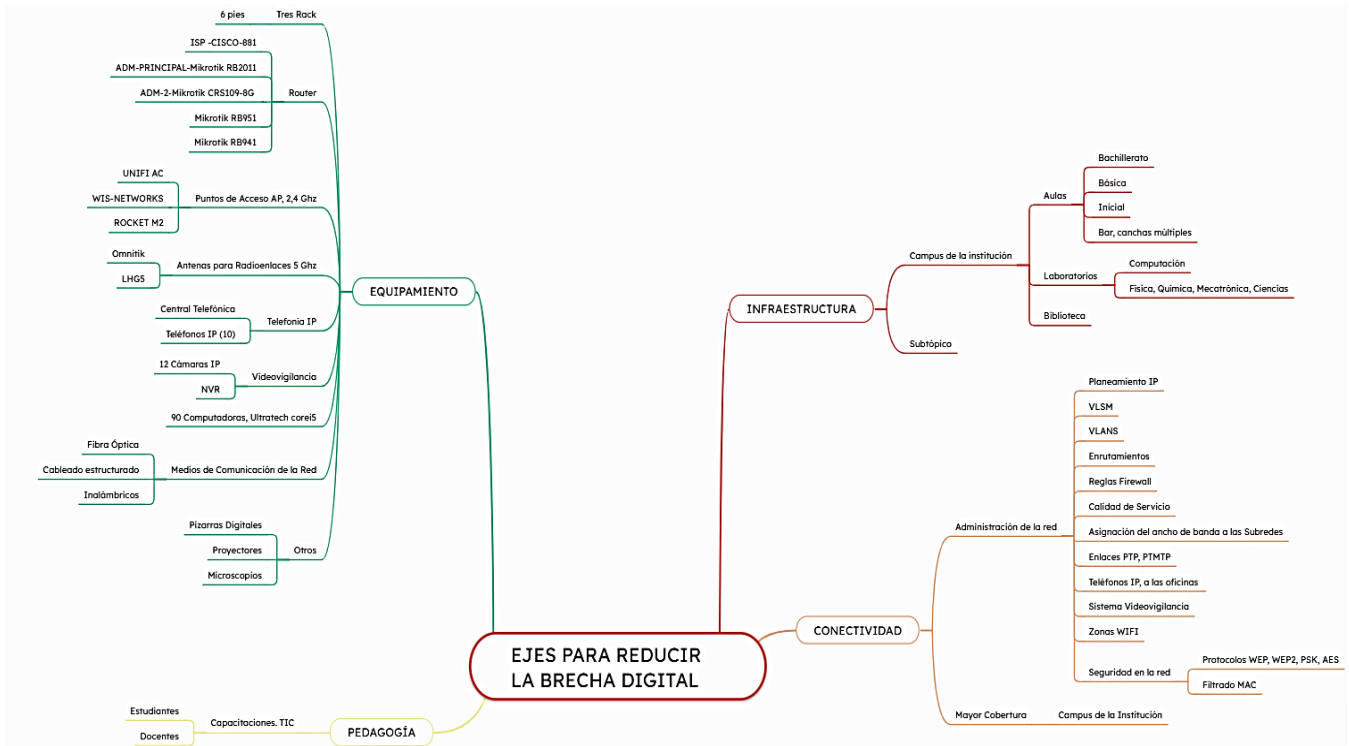 6 pies
Tres Rack
ISP -CISCO-881
ADM-PRINCIPAL-Mikrotik RB2011
ADM-2-Mikrotik CRS109-8G
Router
Mikrotik RB951
Mikrotik RB941
UNIFI AC
WIS-NETWORKS
Puntos de Acceso AP, 2,4 Ghz
ROCKET M2
Omnitik
Antenas para Radioenlaces 5 Ghz
LHG5
EQUIPAMIENTO
Central Telefónica
Telefonia IP
Teléfonos IP (10)
12 Cámaras IP
Videovigilancia
NVR
90 Computadoras, Ultratech corei5
Fibra Óptica
Cableado estructurado
Medios de Comunicación de la Red
Inalámbricos
Pizarras Digitales
Proyectores
Otros
Microscopios
Bachillerato
Aulas
Básica
Inicial
Bar, canchas múltiples
Campus de la institución
Computación
Laboratorios
Física, Química, Mecatrónica, Ciencias
INFRAESTRUCTURA
Biblioteca
Subtópico
Planeamiento IP
VLSM
VLANS
Enrutamientos
Reglas Firewall
Calidad de Servicio
Administración de la red
Asignación del ancho de banda a las Subredes
Enlaces PTP, PTMTP
Teléfonos IP, a las oficinas
Sistema Videovigilancia
CONECTIVIDAD
Zonas WIFI
Protocolos WEP, WEP2, PSK, AES
Seguridad en la red
Filtrado MAC
Mayor Cobertura
Campus de la Institución
EJES PARA REDUCIR
LA BRECHA DIGITAL
Estudiantes
Capacitaciones. TIC
Docentes
PEDAGOGÍA